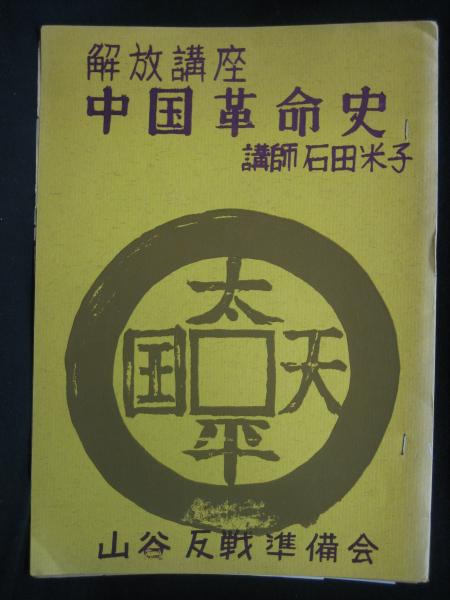 解放講座
中国革命史
講師 石田米子
太
国 天
平
山谷反戦準備会